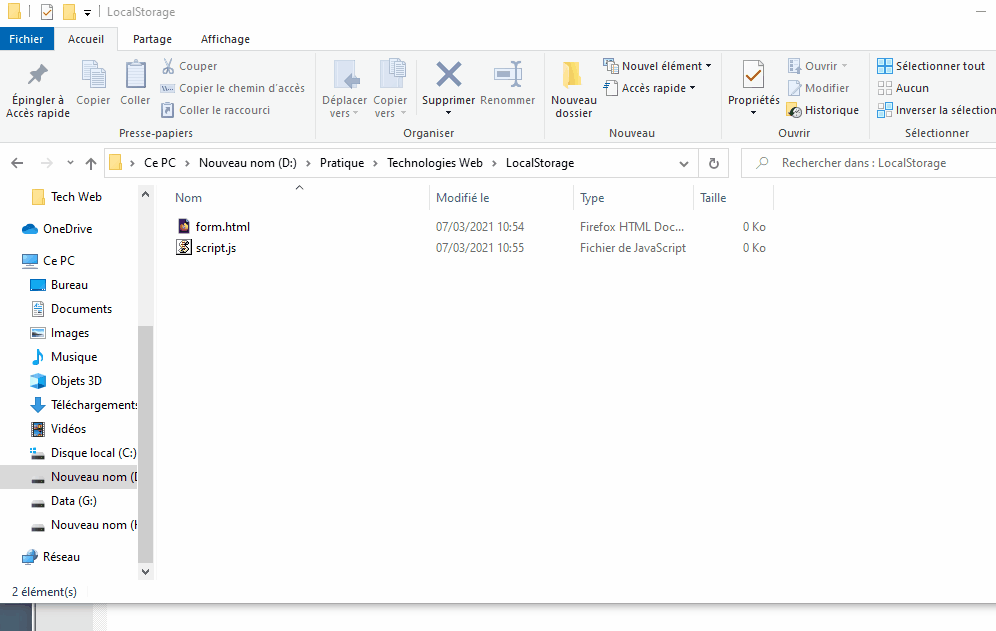 LocalStorage
Fichier Accueil Partage Affichage
Épingler à Accès rapide
Copier
Coller
Couper
Copier le chemin d'accès
Coller le raccourci
Presse-papiers
Déplacer vers
Copier vers
Supprimer
Renommer
Organiser
Nouveau dossier
Nouvel élément
Accès rapide
Nouveau
Propriétés
Ouvrir
Modifier
Historique
Ouvrir
Sélectionner tout
Aucun
Inverser la sélection
Sélectionner
Ce PC > Nouveau nom (D:) > Pratique > Technologies Web > LocalStorage
Rechercher dans : LocalStorage
Tech Web
OneDrive
Ce PC
Bureau
Documents
Images
Musique
Objets 3D
Téléchargements
Vidéos
Disque local (C:)
Nouveau nom (D
Data (G:)
Nouveau nom (H
Réseau
Nom Modifié le Type Taille
form.html 07/03/2021 10:54 Firefox HTML Doc... 0 Ko
script.js 07/03/2021 10:55 Fichier de JavaScript 0 Ko
2 élément(s)